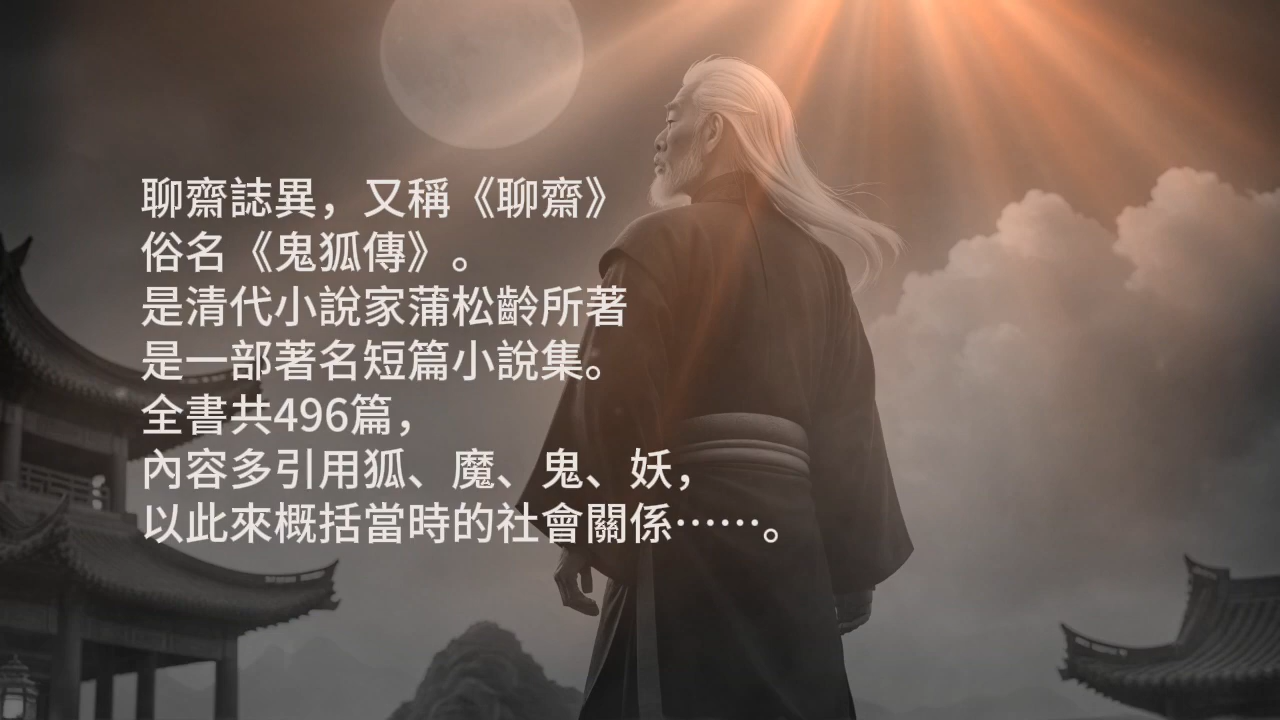 聊齋誌異，又稱《聊齋》
俗名《鬼狐傳》。
是清代小說家蒲松齡所著
是一部著名短篇小說集。
全書共496篇，
內容多引用狐、魔、鬼、妖，
以此來概括當時的社會關係……。